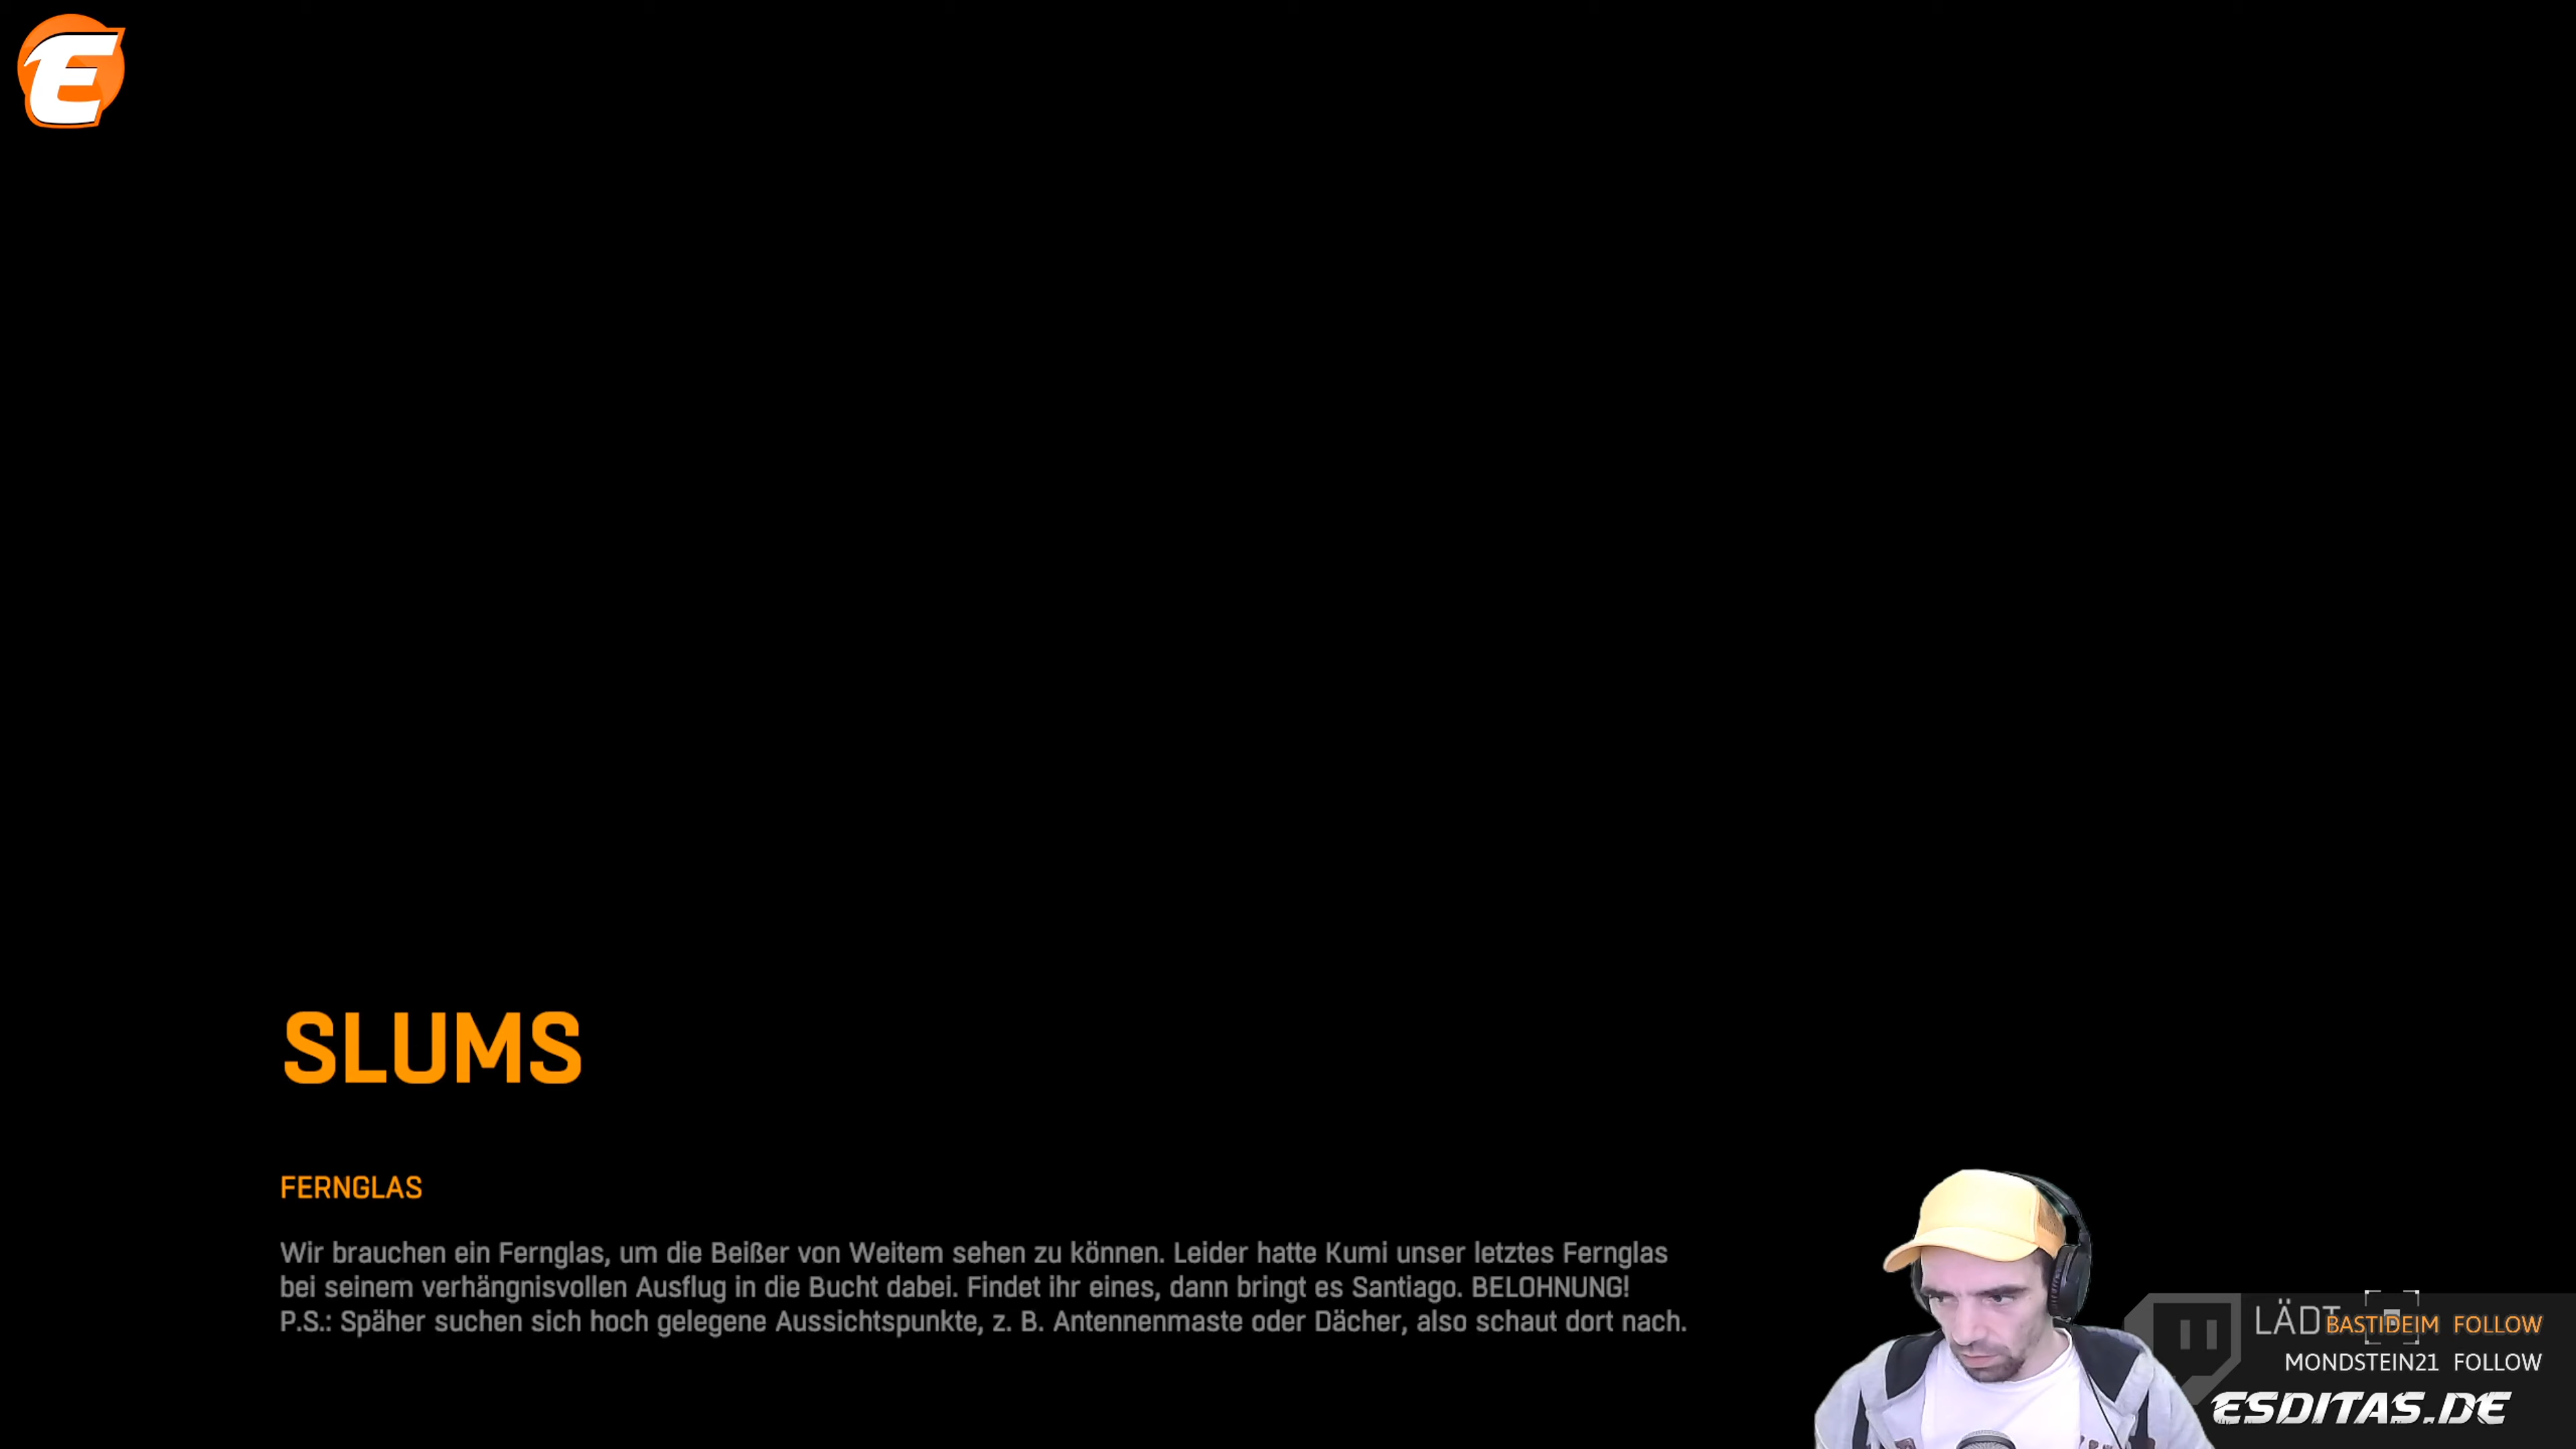 E
SLUMS
FERNGLAS
Wir brauchen ein Fernglas, um die Beißer von Weitem sehen zu können. Leider hatte Kumi unser letztes Fernglas
bei seinem verhängnisvollen Ausflug in die Bucht dabei. Findet ihr eines, dann bringt es Santiago. BELOHNUNG!
P.S.: Späher suchen sich hoch gelegene Aussichtspunkte, z. B. Antennenmaste oder Dächer, also schaut dort nach.
LÄDT
BASTIDEIM FOLLOW
MONDSTEIN21 FOLLOW
ESDITAS.DE